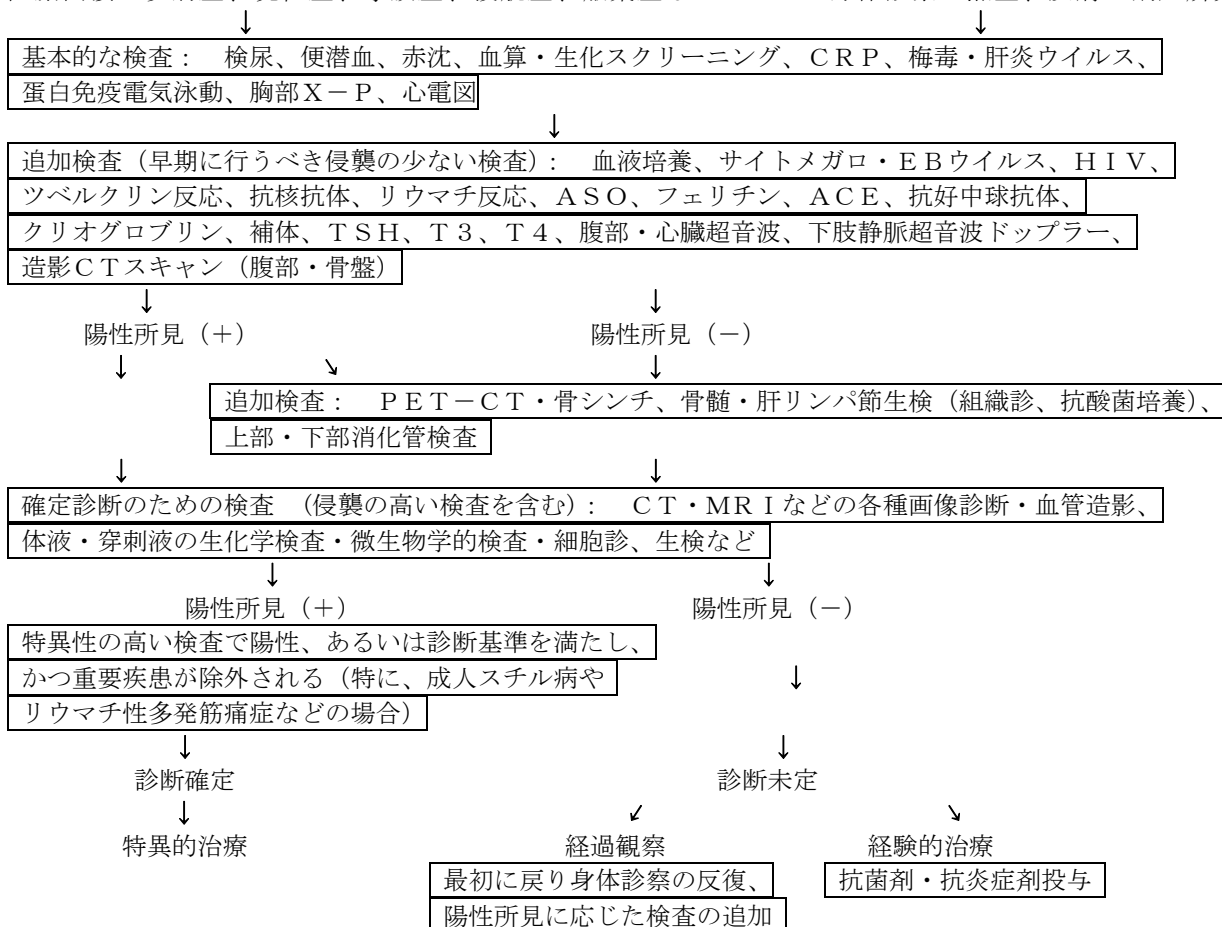 ↓ ↓
基本的な検査： 検尿、便潜血、赤沈、血算・生化スクリーニング、ＣＲＰ、梅毒・肝炎ウイルス、
蛋白免疫電気泳動、胸部Ｘ－Ｐ、心電図
↓
追加検査（早期に行うべき侵襲の少ない検査）： 血液培養、サイトメガロ・ＥＢウイルス、ＨＩＶ、
ツベルクリン反応、抗核抗体、リウマチ反応、ＡＳＯ、フェリチン、ＡＣＥ、抗好中球抗体、
クリオグロブリン、補体、ＴＳＨ、Ｔ３、Ｔ４、腹部・心臓超音波、下肢静脈超音波ドップラー、
造影ＣＴスキャン（腹部・骨盤）
↓ ↓
陽性所見（＋） 陽性所見（－）
↓ ↘ ↓
追加検査： ＰＥＴ－ＣＴ・骨シンチ、骨髄・肝リンパ節生検（組織診、抗酸菌培養）、
上部・下部消化管検査
↓ ↓
確定診断のための検査 （侵襲の高い検査を含む）： ＣＴ・ＭＲＩなどの各種画像診断・血管造影、
体液・穿刺液の生化学検査・微生物学的検査・細胞診、生検など
↓ ↓
陽性所見（＋） 陽性所見（－）
特異性の高い検査で陽性、あるいは診断基準を満たし、
かつ重要疾患が除外される（特に、成人スチル病や ↓
リウマチ性多発筋痛症などの場合）
↓ ↓
診断確定 診断未定
↓ ↙ ↘
特異的治療 経過観察 経験的治療
最初に戻り身体診察の反復、 抗菌剤・抗炎症剤投与
陽性所見に応じた検査の追加